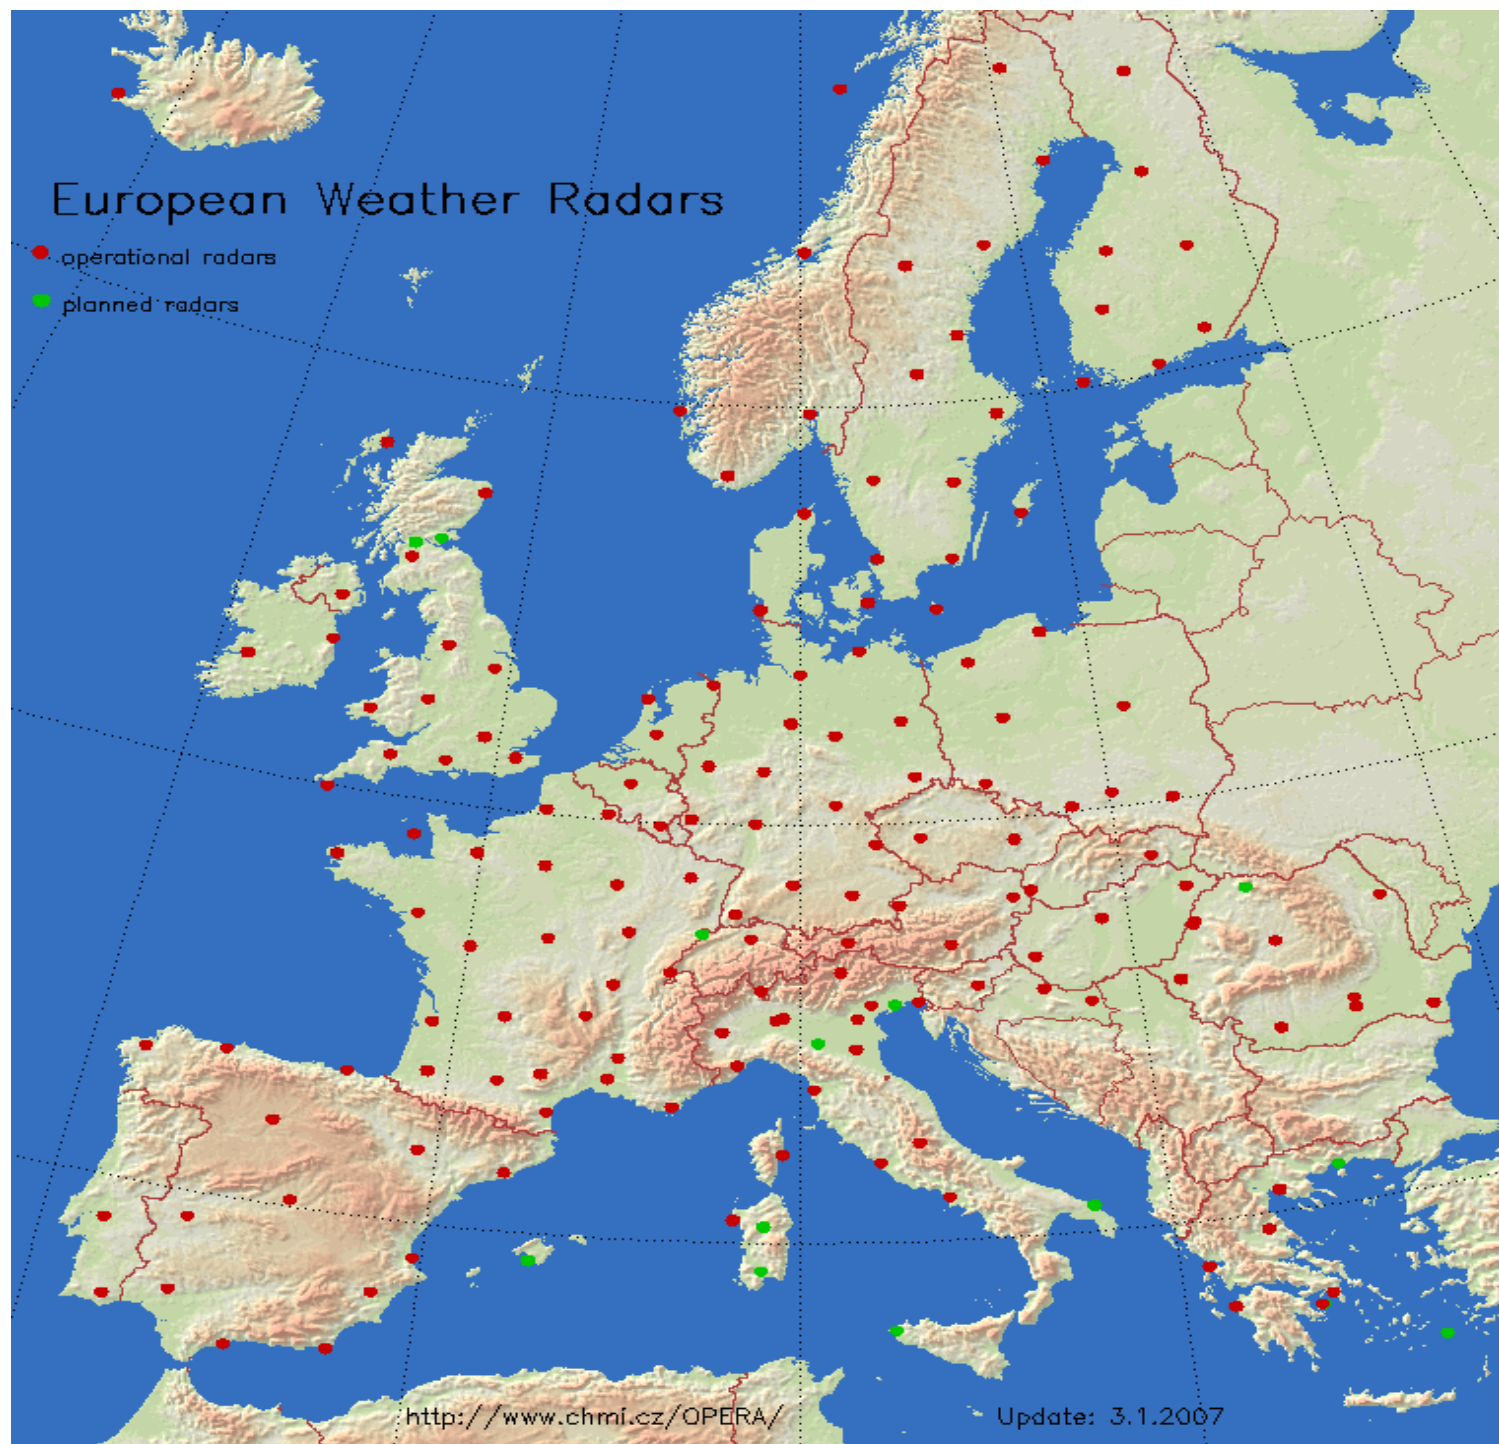 European Weather Radars
operational radars
planned radars
http://www.chmi.cz/OPERA/
Update: 3.1.2007